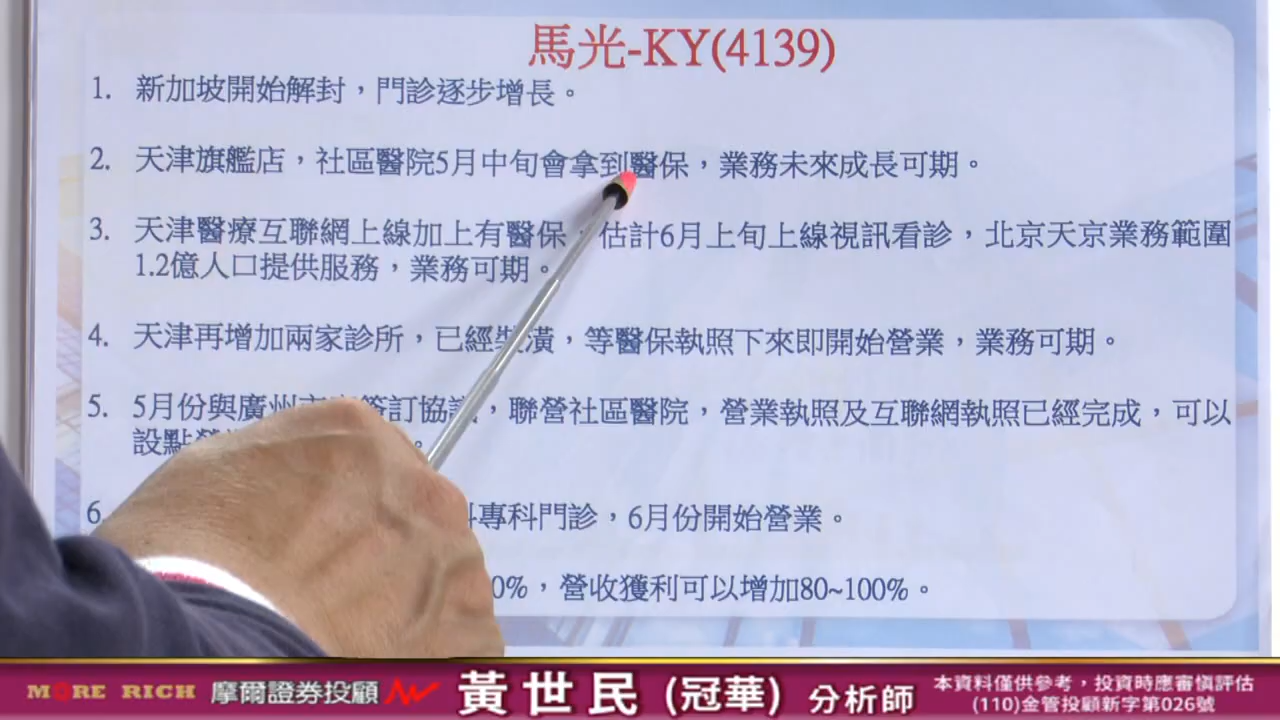 馬光-KY(4139)
1. 新加坡開始解封，門診逐步增長。
2. 天津旗艦店，社區醫院5月中旬會拿到醫保，業務未來成長可期。
3. 天津醫療互聯網上線加上有醫保，估計6月上旬上線視訊看診，北京天京業務範圍
1.2億人口提供服務，業務可期。
4. 天津再增加兩家診所，已經裝潢，等醫保執照下來即開始營業，業務可期。
5. 5月份與廣州 簽訂協議，聯營社區醫院，營業執照及互聯網執照已經完成，可以
設點
6. 專科門診，6月份開始營業。
0%，營收獲利可以增加80~100%。
MORE RICH 摩爾證券投顧 黃世民(冠華) 分析師 本資料僅供參考，投資時應審慎評估
(110)金管投顧新字第026號